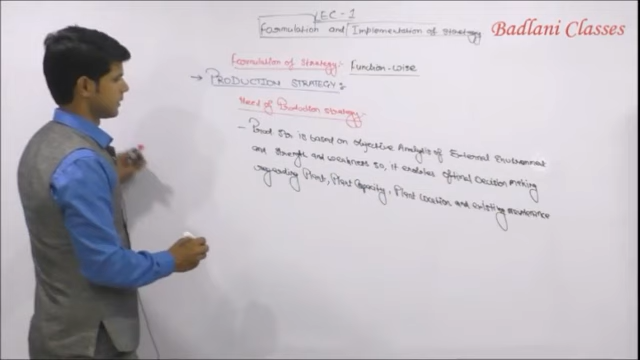 LEC-1
Formulation and Implementation of strategy
Badlani Classes
Formulation of Strategy:- Function-wise
→ PRODUCTION STRATEGY:
Need of Production strategy:-
- Prod Str is based on objective Analysis of External Environment
and strength and weakness so, it enables optimal Decision Making
regarding Plant, Plant Capacity, Plant Location and existing maintenance